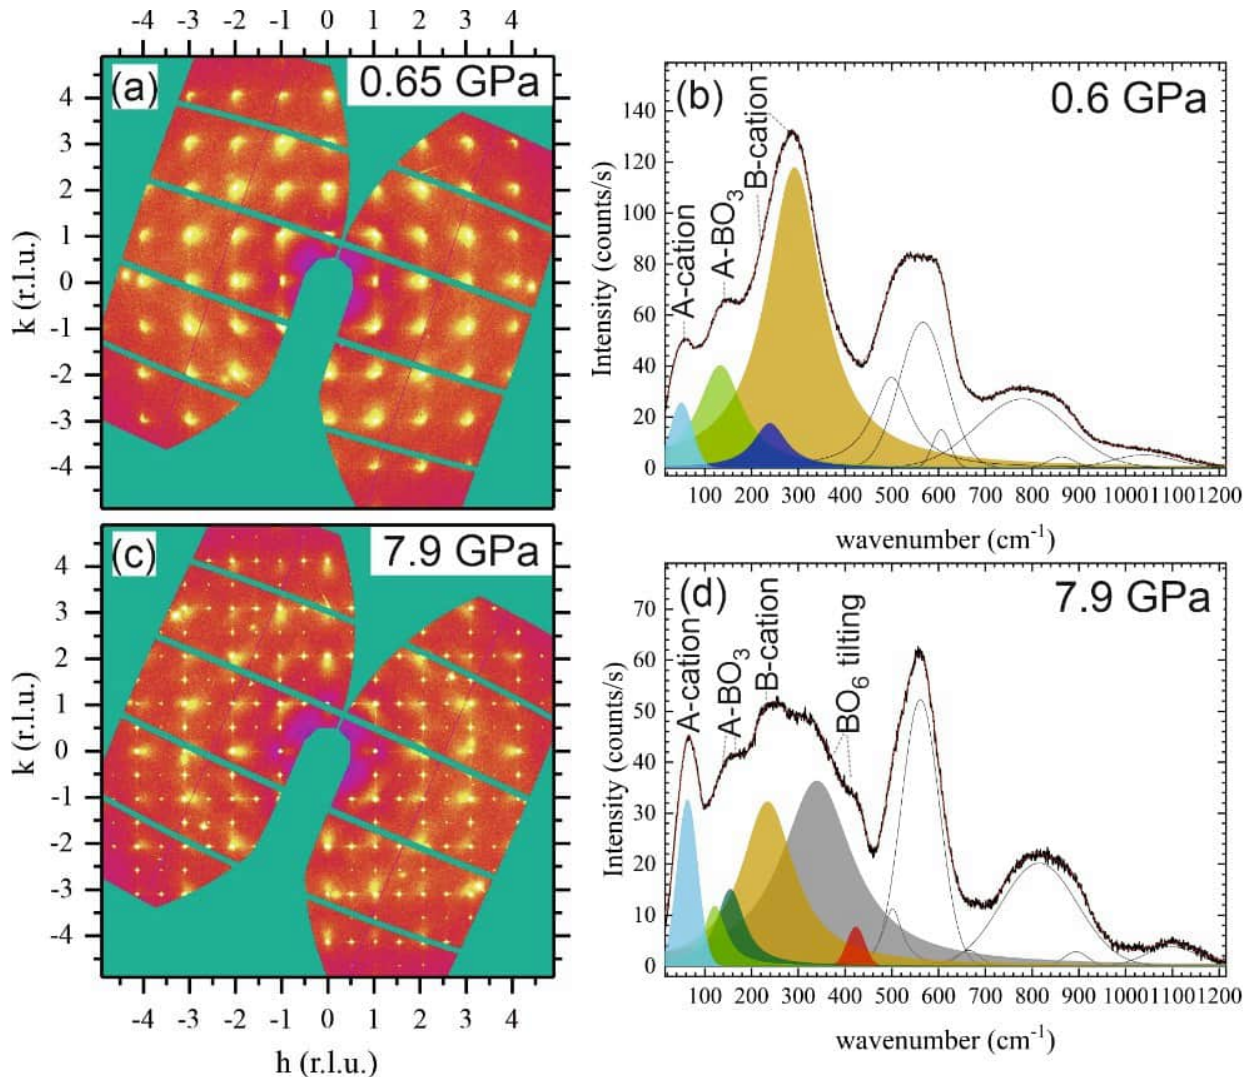 -4 -3 -2 -1 0 1 2 3 4
(a)
0.65 GPa
4
3
2
1
0
-1
-2
-3
-4
k (r.l.u.)
(b)
0.6 GPa
A-cation
A-BO3
B-cation
140
120
100
80
60
40
20
0
Intensity (counts/s)
100 200 300 400 500 600 700 800 900 1000 1100 1200
wavenumber (cm-1)
(c)
7.9 GPa
4
3
2
1
0
-1
-2
-3
-4
k (r.l.u.)
-4 -3 -2 -1 0 1 2 3 4
h (r.l.u.)
(d)
7.9 GPa
A-cation
A-BO3
B-cation
BO6 tilting
70
60
50
40
30
20
10
0
Intensity (counts/s)
100 200 300 400 500 600 700 800 900 1000 1100 1200
wavenumber (cm-1)